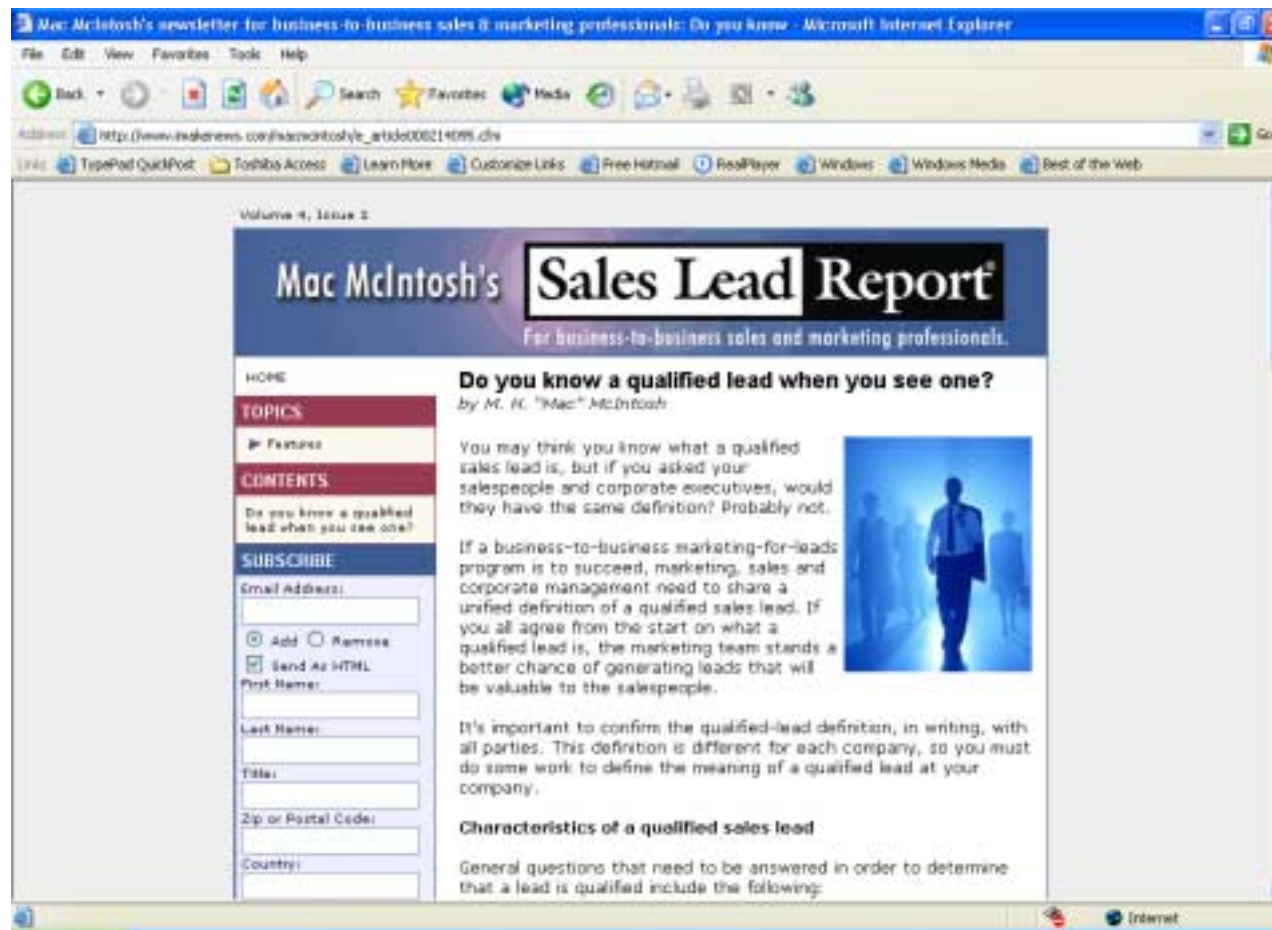 Mac McIntosh's newsletter for business-to-business sales & marketing professionals: Do you know - Microsoft Internet Explorer
File Edit View Favorites Tools Help
Back Search Favorites Media
Address http://www.imakenews.com/macmcintosh/e_article000214095.cfm Go
Links TypePad QuickPost Toshiba Access Learn More Customize Links Free Hotmail RealPlayer Windows Windows Media Best of the Web
Volume 4, Issue
Mac McIntosh's Sales Lead Report®
For business-to-business sales and marketing professionals.
HOME
TOPICS
Features
CONTENTS
Do you know a qualified
lead when you see one?
SUBSCRIBE
Email Address:
Add Remove
Send As HTML
First Name:
Last Name:
Title:
Zip or Postal Code:
Country:
Do you know a qualified lead when you see one?
by M. H. "Mac" McIntosh
You may think you know what a qualified
sales lead is, but if you asked your
salespeople and corporate executives, would
they have the same definition? Probably not.
If a business-to-business marketing-for-leads
program is to succeed, marketing, sales and
corporate management need to share a
unified definition of a qualified sales lead. If
you all agree from the start on what a
qualified lead is, the marketing team stands a
better chance of generating leads that will
be valuable to the salespeople.
It's important to confirm the qualified-lead definition, in writing, with
all parties. This definition is different for each company, so you must
do some work to define the meaning of a qualified lead at your
company.
Characteristics of a qualified sales lead
General questions that need to be answered in order to determine
that a lead is qualified include the following:
Internet